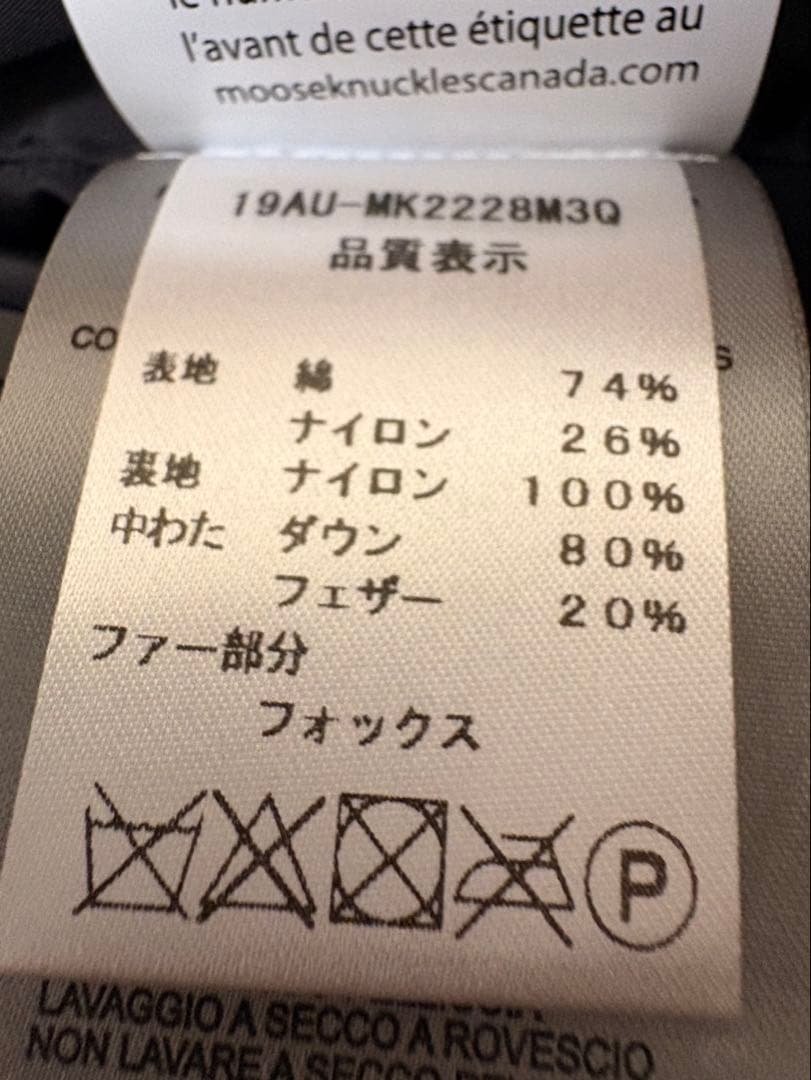 l'avant de cette étiquette au
mooseknucklescanada.com
19AU-MK2228M3Q
品質表示
CO
S
表地 綿 74%
ナイロン 26%
裏地 ナイロン 100%
中わた ダウン 80%
フェザー 20%
ファー部分
フォックス
P
LAVAGGIO A SECCO A ROVESCIO
NON LAVARE A SECCO